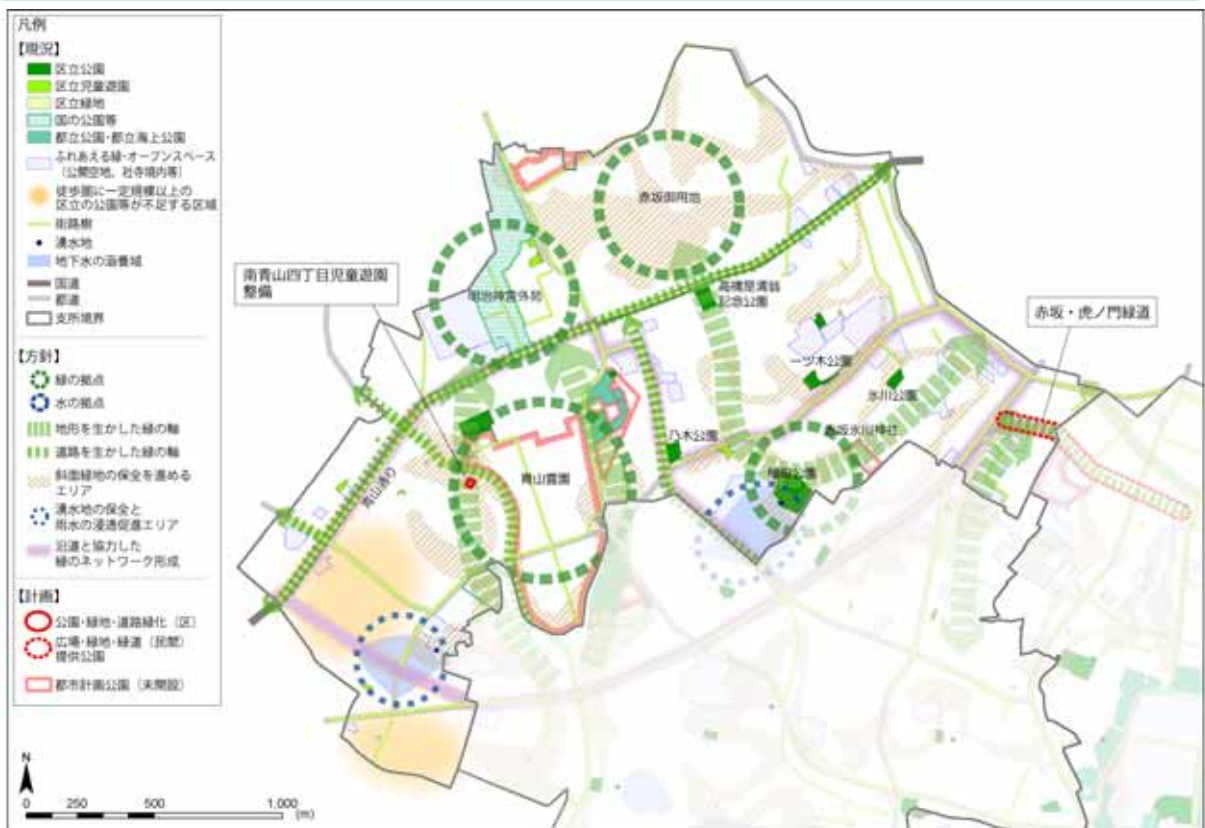 凡例
【現況】
区立公園
区立児童遊園
区立緑地
国の公園等
都立公園・都立海上公園
ふれあえる緑・オープンスペース
(公開空地、社寺境内等)
徒歩圏に一定規模以上の
区立の公園等が不足する区域
街路樹
湧水地
地下水の涵養域
国道
都道
支所境界
【方針】
緑の拠点
水の拠点
地形を生かした緑の軸
道路を生かした緑の軸
斜面緑地の保全を進める
エリア
湧水地の保全と
雨水の浸透促進エリア
沿道と協力した
緑のネットワーク形成
【計画】
公園・緑地・道路緑化(区)
広場・緑地・緑道(民間)
提供公園
都市計画公園(未開設)
N
0 250 500 1,000
(m)
赤坂御用地
明治神宮外苑
南青山四丁目児童遊園
整備
高橋是清翁
記念公園
赤坂・虎ノ門緑道
一ツ木公園
氷川公園
赤坂氷川神社
乃木公園
檜町公園
青山霊園
青山通り